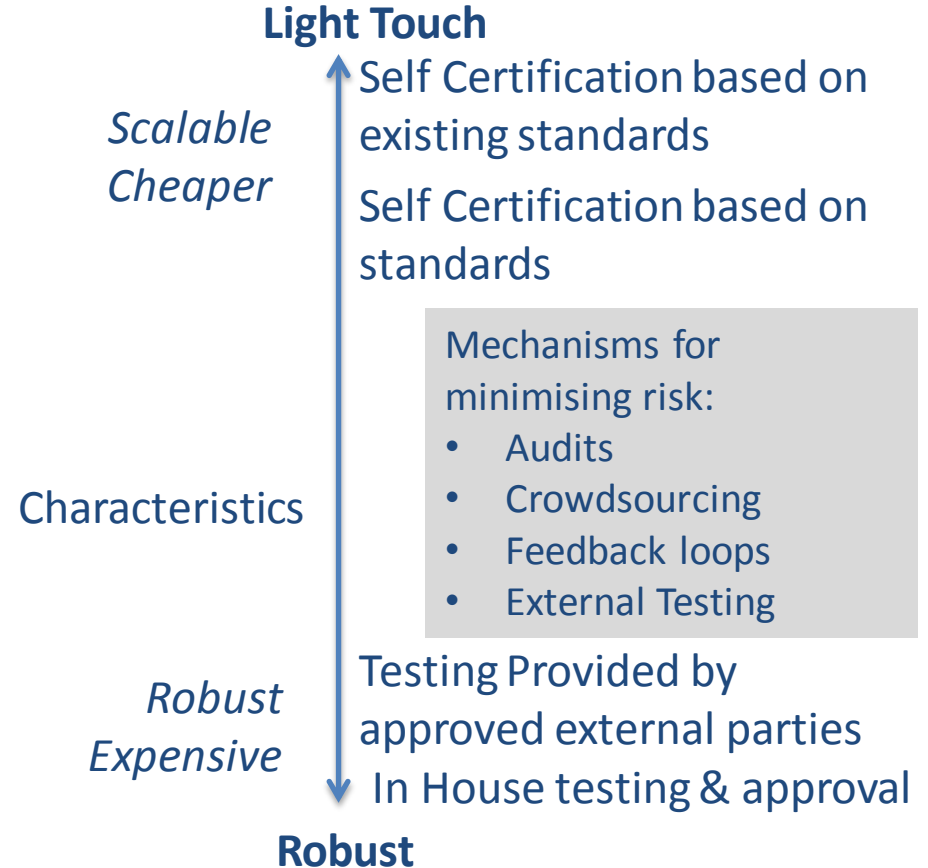 Light Touch
Scalable
Cheaper
Self Certification based on
existing standards
Self Certification based on
standards
Mechanisms for
minimising risk:
• Audits
• Crowdsourcing
• Feedback loops
• External Testing
Characteristics
Robust
Expensive
Testing Provided by
approved external parties
In House testing & approval
Robust